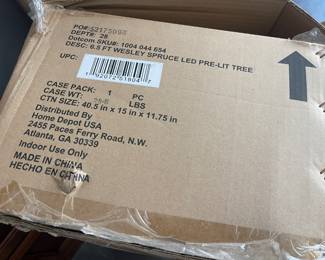 PO#:52175098
DEPT#: 28
Dotcom SKU#: 1004 044 654
DESC: 6.5 FT WESLEY SPRUCE LED PRE-LIT TREE
UPC:
CASE PACK: 1 PC
CASE WT: LBS
CTN SIZE: 40.5 in x 15 in x 11.75 in
Distributed By
Home Depot USA
2455 Paces Ferry Road, N.W.
Atlanta, GA 30339
Indoor Use Only
MADE IN CHINA
HECHO EN CHINA